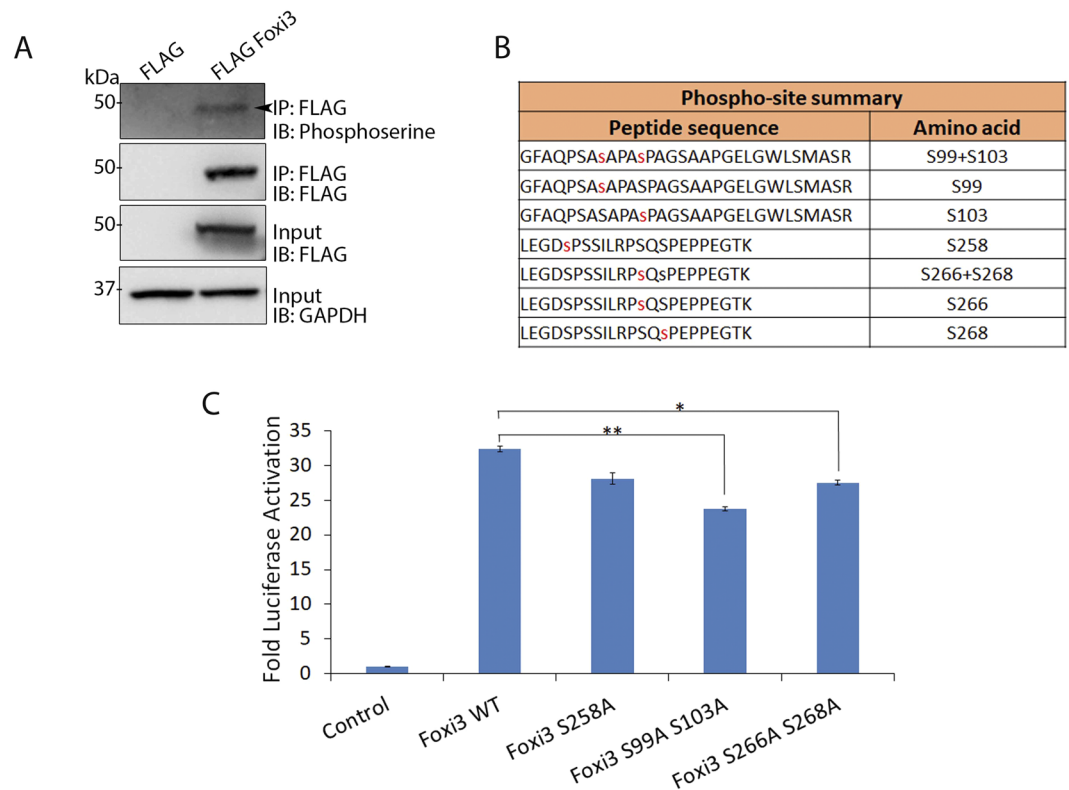 A
FLAG
FLAG Foxi3
kDa
50
IP: FLAG
IB: Phosphoserine
50
IP: FLAG
IB: FLAG
50
Input
IB: FLAG
37
Input
IB: GAPDH
B
Phospho-site summary
Peptide sequence Amino acid
GFAQPSAsAPAsPAGSAAPGELGWLSMASR S99+S103
GFAQPSAsAPASPAGSAAPGELGWLSMASR S99
GFAQPSASAPAsPAGSAAPGELGWLSMASR S103
LEGDsPSSILRPSQSPEPPEGTK S258
LEGDSPSSILRPsQsPEPPEGTK S266+S268
LEGDSPSSILRPsQSPEPPEGTK S266
LEGDSPSSILRPSQsPEPPEGTK S268
C
Fold Luciferase Activation
35
30
25
20
15
10
5
0
*
**
Control
Foxi3 WT
Foxi3 S258A
Foxi3 S99A S103A
Foxi3 S266A S268A